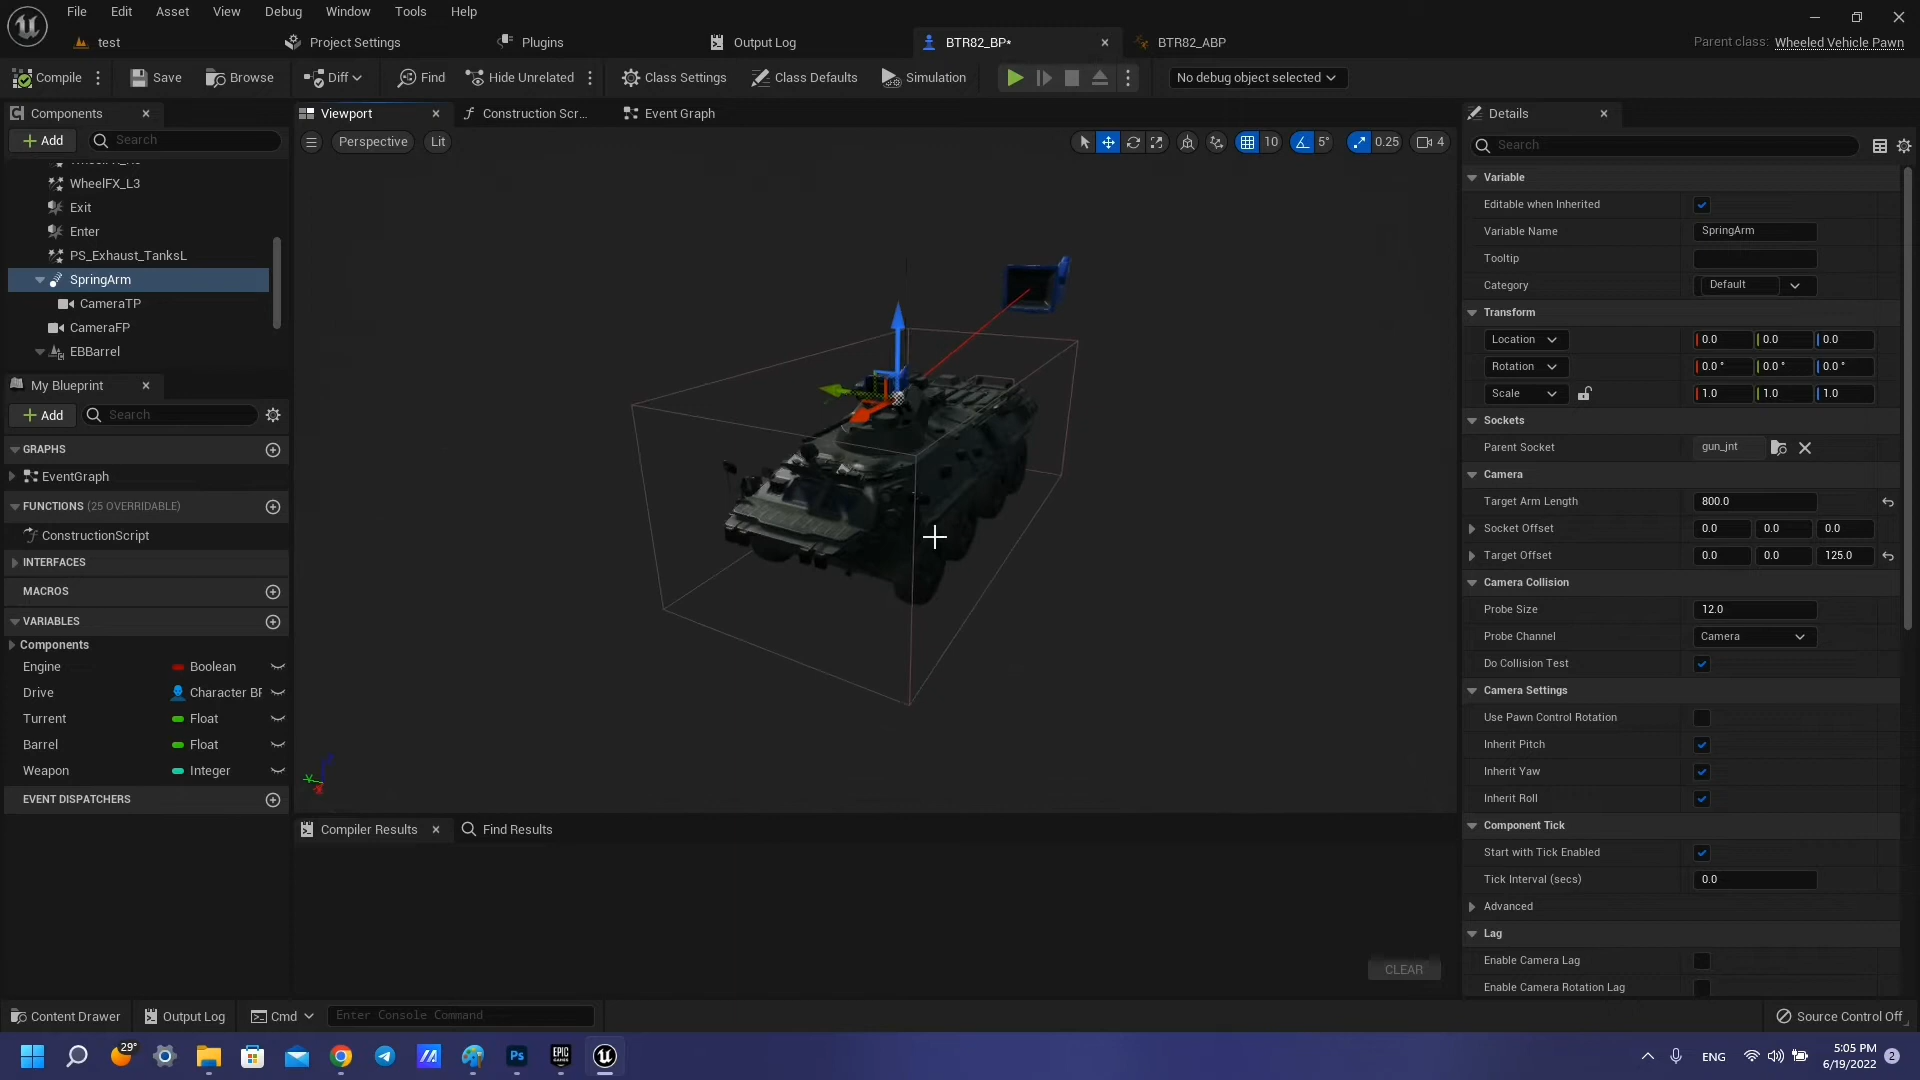 File Edit Asset View Debug Window Tools Help
test Project Settings Plugins Output Log BTR82_BP* BTR82_ABP Parent class: Wheeled Vehicle Pawn
Compile Save Browse Diff Find Hide Unrelated Class Settings Class Defaults Simulation No debug object selected
Components Viewport Construction Scr... Event Graph Details
Add Search Perspective Lit 10 5° 0.25 4 Search
WheelFX_L3
Exit
Enter
PS_Exhaust_TanksL
SpringArm
CameraTP
CameraFP
EBBarrel
My Blueprint
Add Search
GRAPHS
EventGraph
FUNCTIONS (25 OVERRIDABLE)
ConstructionScript
INTERFACES
MACROS
VARIABLES
Components
Engine Boolean
Drive Character BF
Turrent Float
Barrel Float
Weapon Integer
EVENT DISPATCHERS
Variable
Editable when Inherited
Variable Name SpringArm
Tooltip
Category Default
Transform
Location 0.0 0.0 0.0
Rotation 0.0 ° 0.0 ° 0.0 °
Scale 1.0 1.0 1.0
Sockets
Parent Socket gun_jnt
Camera
Target Arm Length 800.0
Socket Offset 0.0 0.0 0.0
Target Offset 0.0 0.0 125.0
Camera Collision
Probe Size 12.0
Probe Channel Camera
Do Collision Test
Camera Settings
Use Pawn Control Rotation
Inherit Pitch
Inherit Yaw
Inherit Roll
Component Tick
Start with Tick Enabled
Tick Interval (secs) 0.0
Advanced
Lag
Enable Camera Lag
Enable Camera Rotation Lag
Compiler Results Find Results
CLEAR
Content Drawer Output Log Cmd Enter Console Command Source Control Off
29° Ps EPIC GAMES ENG 5:05 PM
6/19/2022 2